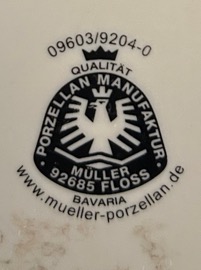 09603/9204-0
QUALITÄT
PORZELLAN MANUFAKTUR
MÜLLER
92685 FLOSS
BAVARIA
www.mueller-porzellan.de